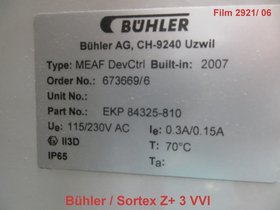 Film 2921/ 06
BÜHLER
Bühler AG, CH-9240 Uzwil
Type: MEAF DevCtrl Built-in: 2007
Order No.: 673669/6
Unit No.:
Part No.: EKP 84325-810
Ue: 115/230V AC Ie: 0.3A/0.15A
II3D T: 70°C
IP65 Ta:
Bühler / Sortex Z+ 3 VVI